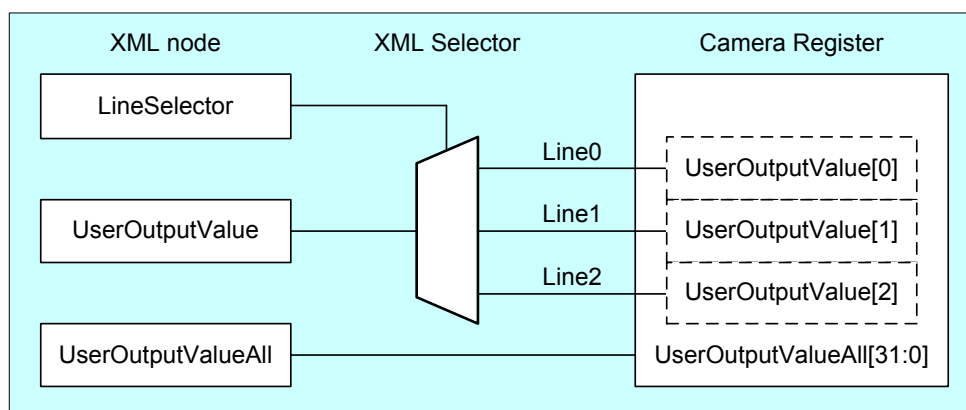 XML node
XML Selector
Camera Register
LineSelector
Line0
UserOutputValue[0]
UserOutputValue
Line1
UserOutputValue[1]
Line2
UserOutputValue[2]
UserOutputValueAll
UserOutputValueAll[31:0]